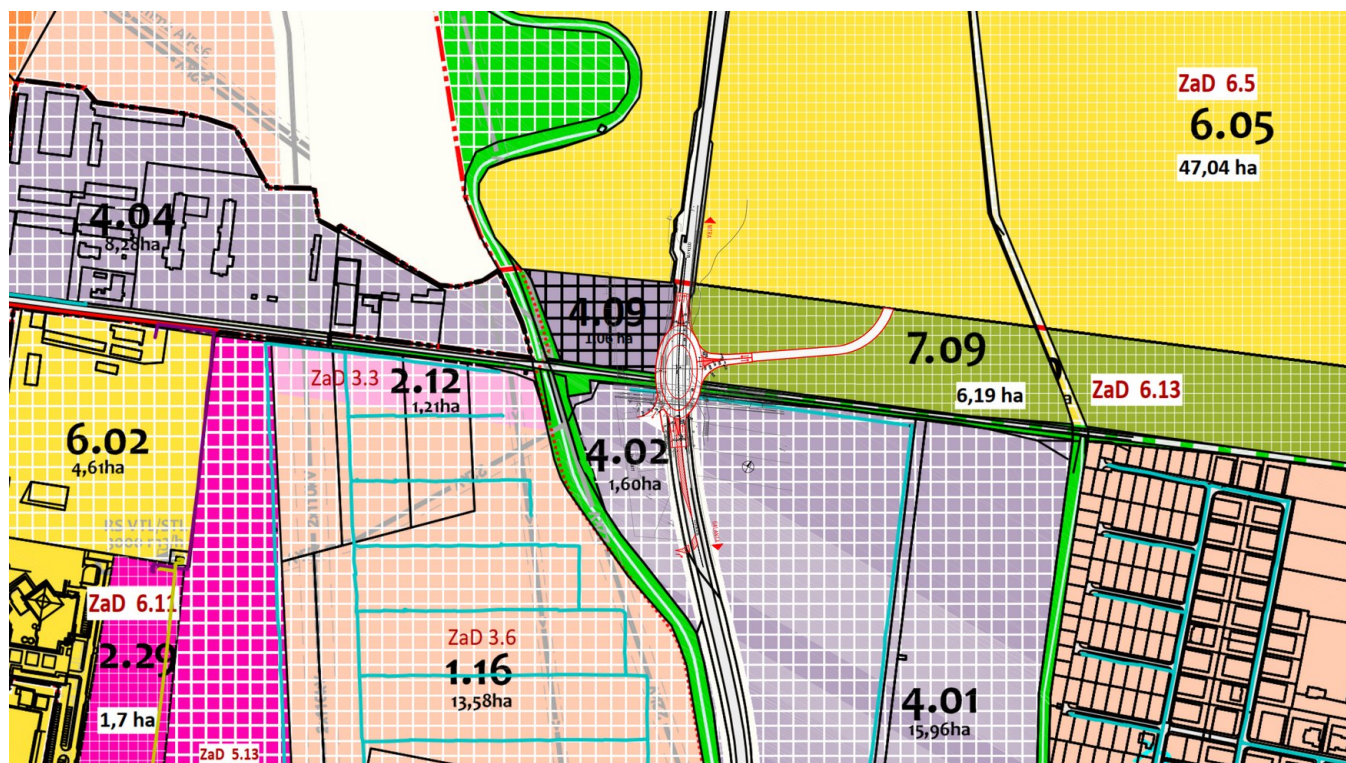 ZaD 6.5
6.05
47,04 ha
4.04
8,28ha
4.09
1.06 ha
7.09
6,19 ha
ZaD 6.13
a
ZaD 3.3
2.12
1,21ha
6.02
4,61ha
4.02
1,60ha
RS VTL/STL
ZaD 6.11
2.29
1,7 ha
ZaD 5.13
ZaD 3.6
1.16
13,58ha
4.01
15,96ha